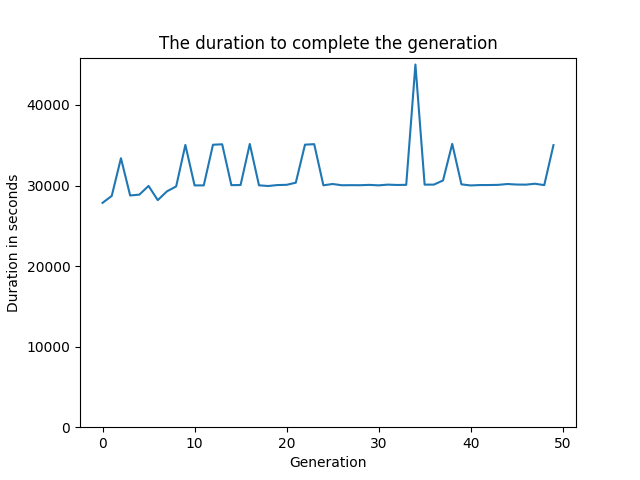 The duration to complete the generation
40000
30000
20000
10000
0
Duration in seconds
0 10 20 30 40 50
Generation